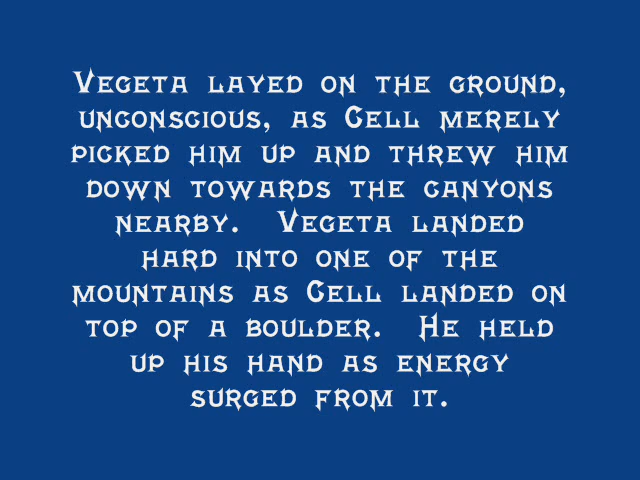 Vegeta layed on the ground,
unconscious, as Cell merely
picked him up and threw him
down towards the canyons
nearby.  Vegeta landed
hard into one of the
mountains as Cell landed on
top of a boulder.  He held
up his hand as energy
surged from it.